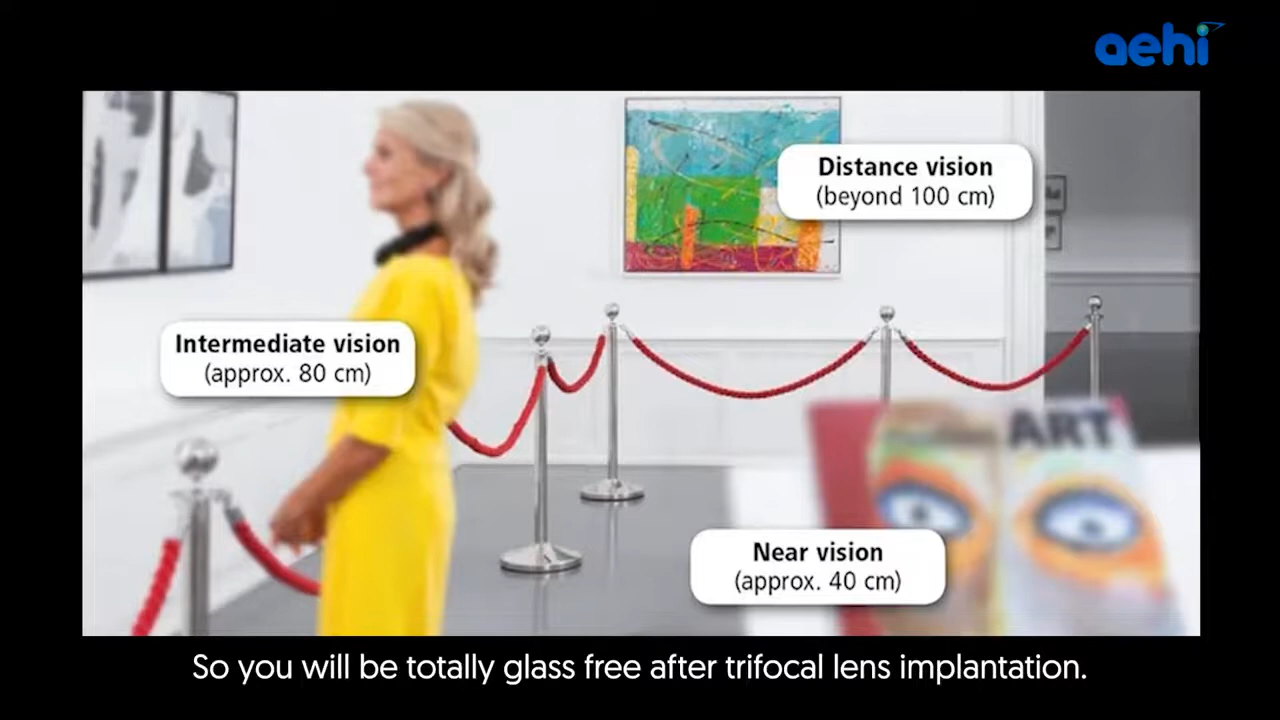 aehi
Distance vision
(beyond 100 cm)
Intermediate vision
(approx. 80 cm)
ART
Near vision
(approx. 40 cm)
So you will be totally glass free after trifocal lens implantation.